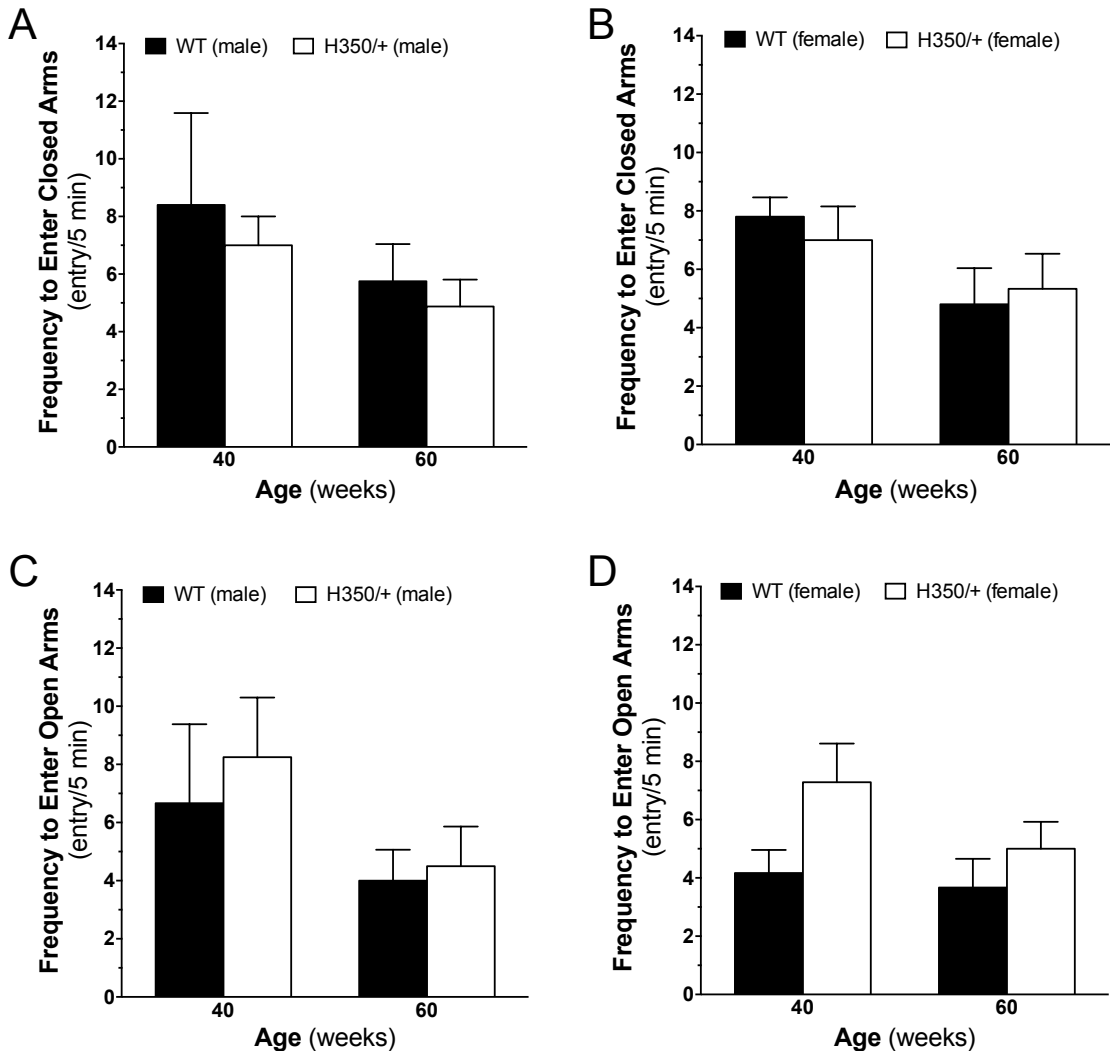 A
WT (male) H350/+ (male)
Frequency to Enter Closed Arms
(entry/5 min)
14
12
10
8
6
4
2
0
40 60
Age (weeks)
B
WT (female) H350/+ (female)
Frequency to Enter Closed Arms
(entry/5 min)
14
12
10
8
6
4
2
0
40 60
Age (weeks)
C
WT (male) H350/+ (male)
Frequency to Enter Open Arms
(entry/5 min)
14
12
10
8
6
4
2
0
40 60
Age (weeks)
D
WT (female) H350/+ (female)
Frequency to Enter Open Arms
(entry/5 min)
14
12
10
8
6
4
2
0
40 60
Age (weeks)